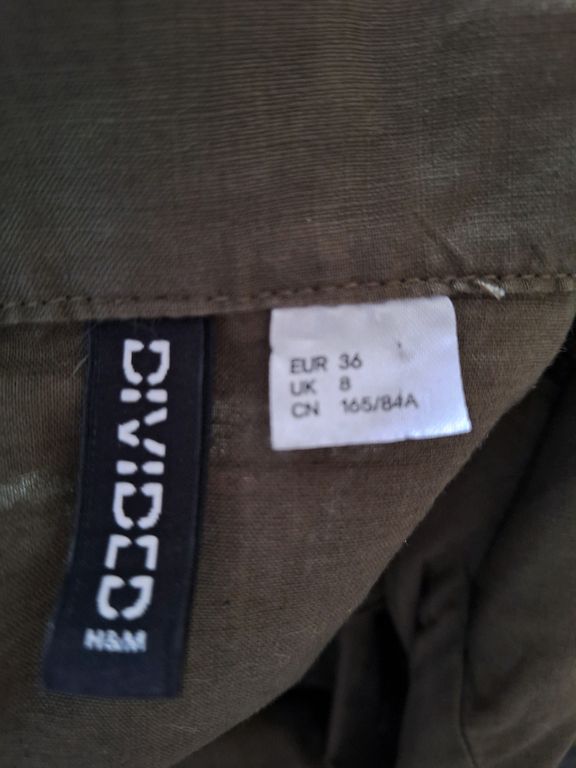 DIVIDED
H&M
EUR 36
UK 8
CN 165/84A